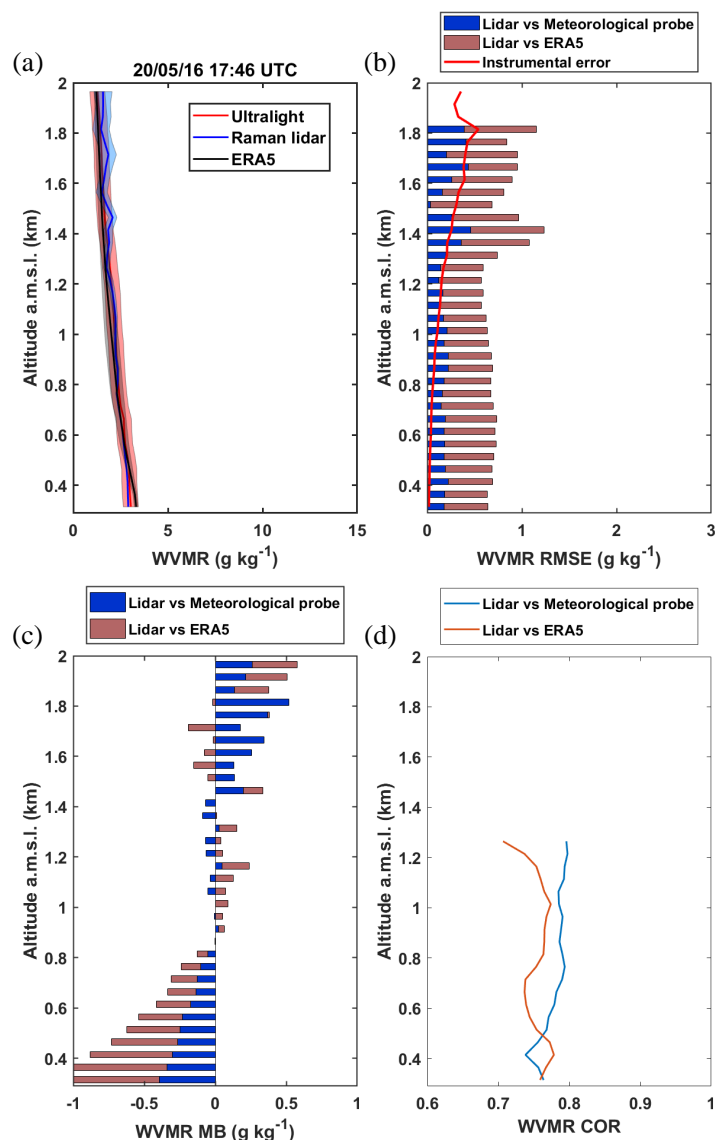 (a)
20/05/16 17:46 UTC
Ultralight
Raman lidar
ERA5
2
1.8
1.6
1.4
1.2
1
0.8
0.6
0.4
Altitude a.m.s.l. (km)
0 5 10 15
WVMR (g kg⁻¹)
Lidar vs Meteorological probe
Lidar vs ERA5
Instrumental error
(b)
2
1.8
1.6
1.4
1.2
1
0.8
0.6
0.4
Altitude a.m.s.l. (km)
0 1 2 3
WVMR RMSE (g kg⁻¹)
Lidar vs Meteorological probe
Lidar vs ERA5
(c)
2
1.8
1.6
1.4
1.2
1
0.8
0.6
0.4
Altitude a.m.s.l. (km)
-1 -0.5 0 0.5 1
WVMR MB (g kg⁻¹)
Lidar vs Meteorological probe
Lidar vs ERA5
(d)
2
1.8
1.6
1.4
1.2
1
0.8
0.6
0.4
Altitude a.m.s.l. (km)
0.6 0.7 0.8 0.9 1
WVMR COR